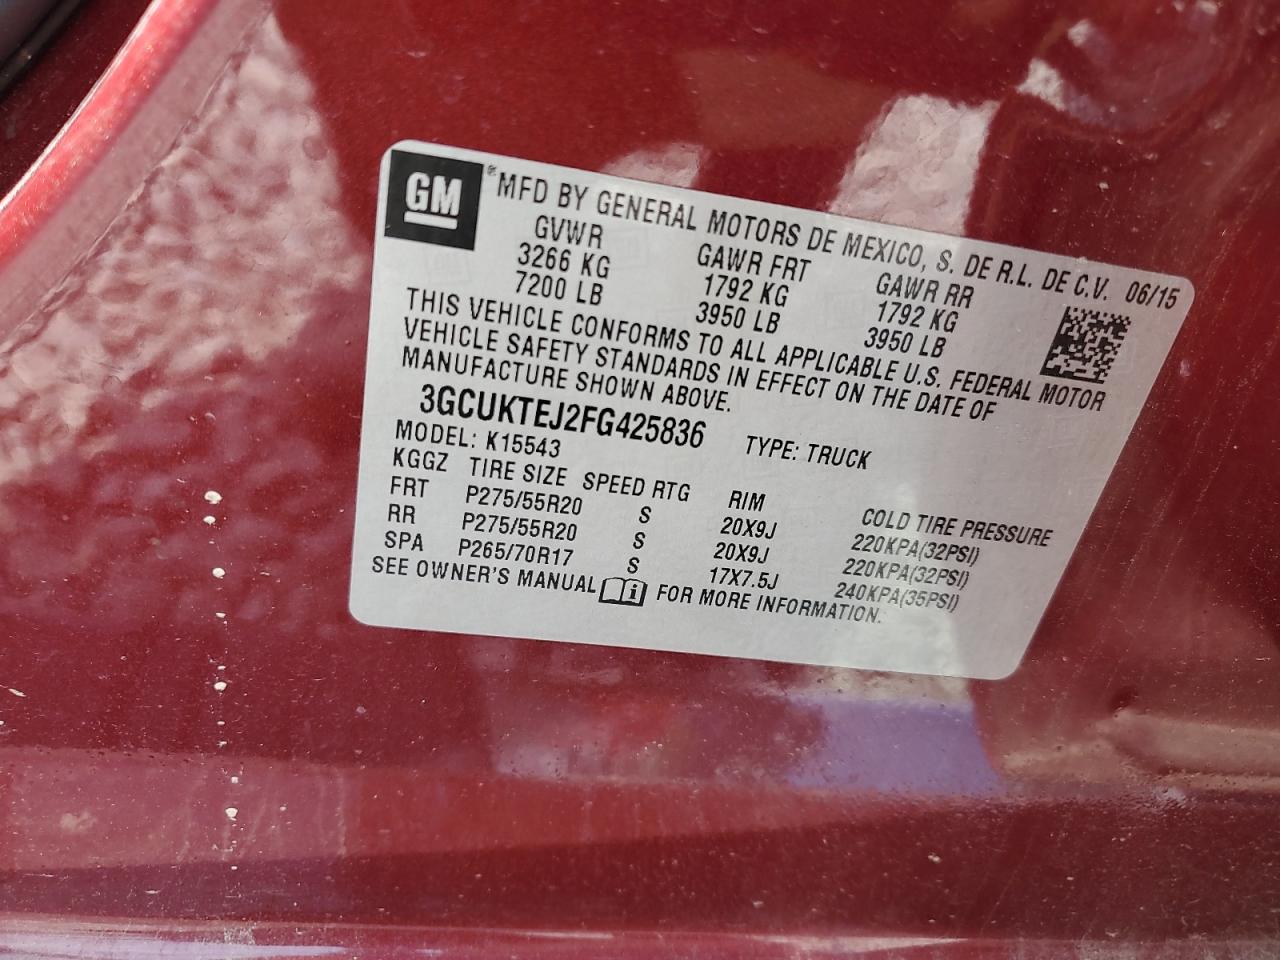 GM ® MFD BY GENERAL MOTORS DE MEXICO, S. DE R.L. DE C.V. 06/15
GVWR GAWR FRT GAWR RR
3266 KG 1792 KG 1792 KG
7200 LB 3950 LB 3950 LB
THIS VEHICLE CONFORMS TO ALL APPLICABLE U.S. FEDERAL MOTOR
VEHICLE SAFETY STANDARDS IN EFFECT ON THE DATE OF
MANUFACTURE SHOWN ABOVE.
3GCUKTEJ2FG425836 TYPE: TRUCK
MODEL: K15543
KGGZ TIRE SIZE SPEED RTG RIM COLD TIRE PRESSURE
FRT P275/55R20 S 20X9J 220KPA(32PSI)
RR P275/55R20 S 20X9J 220KPA(32PSI)
SPA P265/70R17 S 17X7.5J 240KPA(35PSI)
SEE OWNER'S MANUAL i FOR MORE INFORMATION.